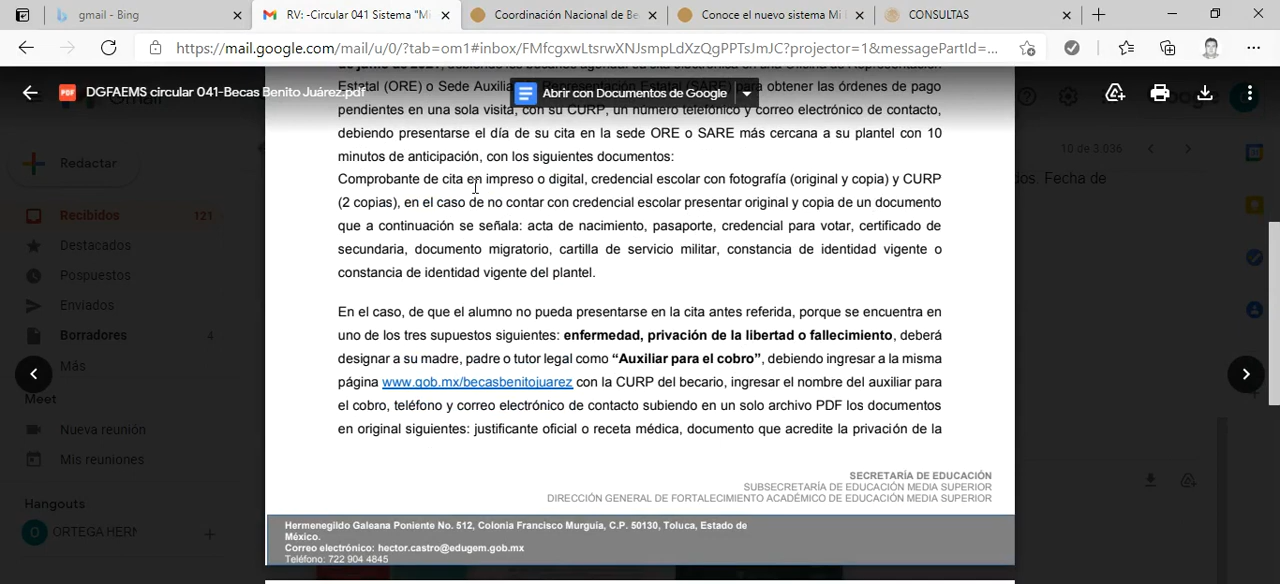 gmail - Bing
RV: -Circular 041 Sistema "Mi
Coordinación Nacional de Be
Conoce el nuevo sistema Mi
CONSULTAS
https://mail.google.com/mail/u/0/?tab=om1#inbox/FMfcgxwLtsrwXNJsmpLdXzQgPPTsJmJC?projector=1&messagePartId=...
DGFAEMS circular 041-Becas Benito Juárez.pdf
Abrir con Documentos de Google
Redactar
Recibidos 121
Destacados
Pospuestos
Enviados
Borradores 4
Más
Meet
Nueva reunión
Mis reuniones
Hangouts
O ORTEGA HERN
10 de 3.036
dos. Fecha de
Estatal (ORE) o Sede Auxiliar de Representación Estatal (SARE) para obtener las órdenes de pago
pendientes en una sola visita, con su CURP, un número telefónico y correo electrónico de contacto,
debiendo presentarse el día de su cita en la sede ORE o SARE más cercana a su plantel con 10
minutos de anticipación, con los siguientes documentos:
Comprobante de cita en impreso o digital, credencial escolar con fotografía (original y copia) y CURP
(2 copias), en el caso de no contar con credencial escolar presentar original y copia de un documento
que a continuación se señala: acta de nacimiento, pasaporte, credencial para votar, certificado de
secundaria, documento migratorio, cartilla de servicio militar, constancia de identidad vigente o
constancia de identidad vigente del plantel.
En el caso, de que el alumno no pueda presentarse en la cita antes referida, porque se encuentra en
uno de los tres supuestos siguientes: enfermedad, privación de la libertad o fallecimiento, deberá
designar a su madre, padre o tutor legal como “Auxiliar para el cobro”, debiendo ingresar a la misma
página www.gob.mx/becasbenitojuarez con la CURP del becario, ingresar el nombre del auxiliar para
el cobro, teléfono y correo electrónico de contacto subiendo en un solo archivo PDF los documentos
en original siguientes: justificante oficial o receta médica, documento que acredite la privación de la
SECRETARÍA DE EDUCACIÓN
SUBSECRETARÍA DE EDUCACIÓN MEDIA SUPERIOR
DIRECCIÓN GENERAL DE FORTALECIMIENTO ACADÉMICO DE EDUCACIÓN MEDIA SUPERIOR
Hermenegildo Galeana Poniente No. 512, Colonia Francisco Murguia, C.P. 50130, Toluca, Estado de
México.
Correo electrónico: hector.castro@edugem.gob.mx
Teléfono: 722 904 4845